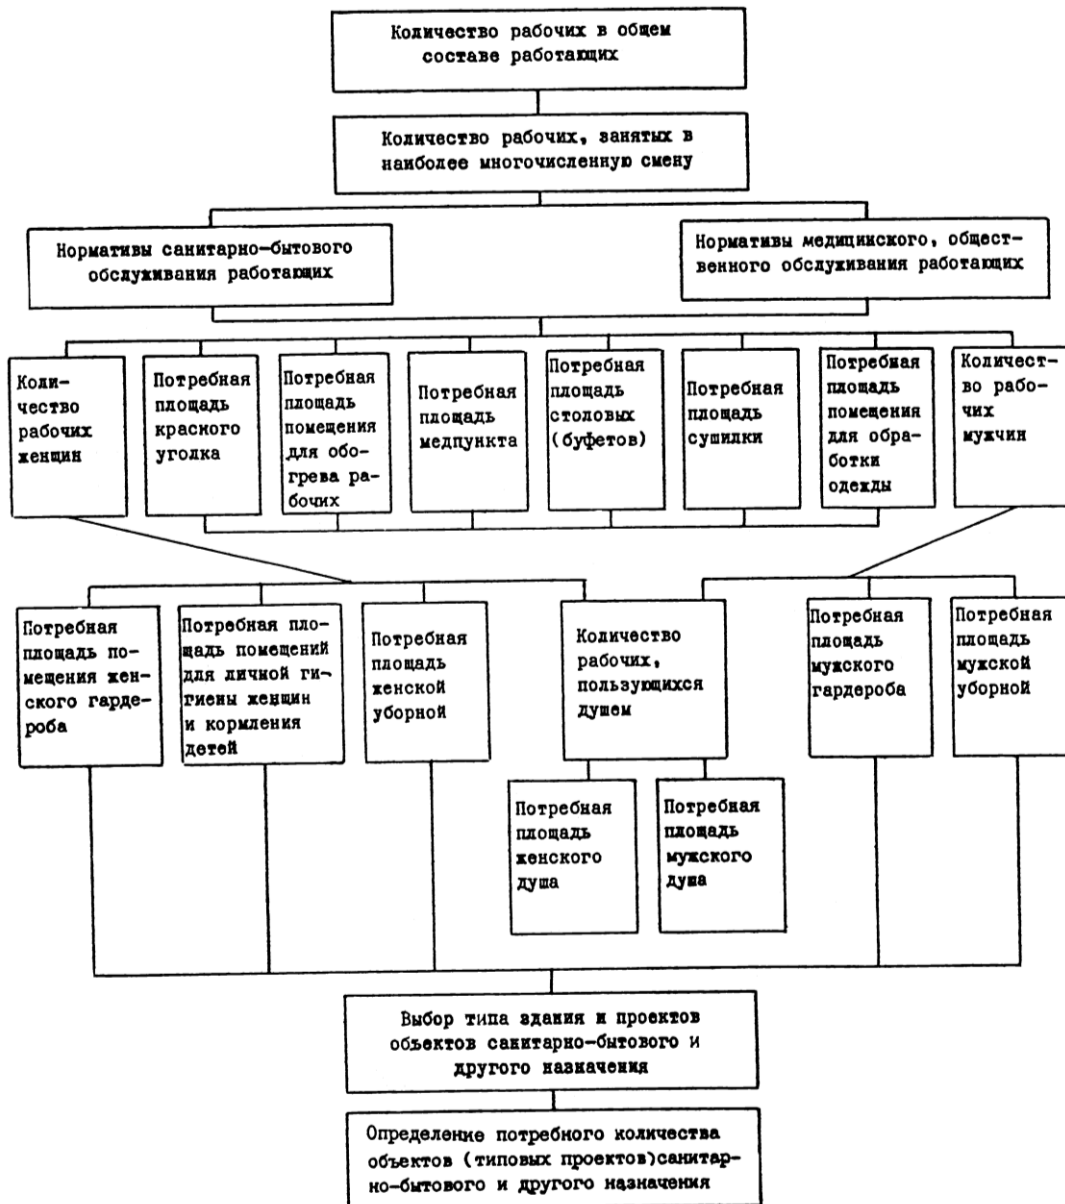 Количество рабочих в общем
составе работающих
Количество рабочих, занятых в
наиболее многочисленную смену
Нормативы санитарно-бытового
обслуживания работающих
Нормативы медицинского, общест-
венного обслуживания работающих
Коли-
чество
рабочих
женщин
Потребная
площадь
красного
уголка
Потребная
площадь
помещения
для обо-
грева ра-
бочих
Потребная
площадь
медпункта
Потребная
площадь
столовых
(буфетов)
Потребная
площадь
сушилки
Потребная
площадь
помещения
для обра-
ботки
одежды
Количест-
во рабо-
чих
мужчин
Потребная
площадь по-
мещения жен-
ского гарде-
роба
Потребная пло-
щадь помещений
для личной ги-
гиены женщин
и кормления
детей
Потребная
площадь
женской
уборной
Количество
рабочих,
пользующихся
душем
Потребная
площадь
мужского
гардероба
Потребная
площадь
мужской
уборной
Потребная
площадь
женского
душа
Потребная
площадь
мужского
душа
Выбор типа здания и проектов
объектов санитарно-бытового и
другого назначения
Определение потребного количества
объектов (типовых проектов)санитар-
но-бытового и другого назначения